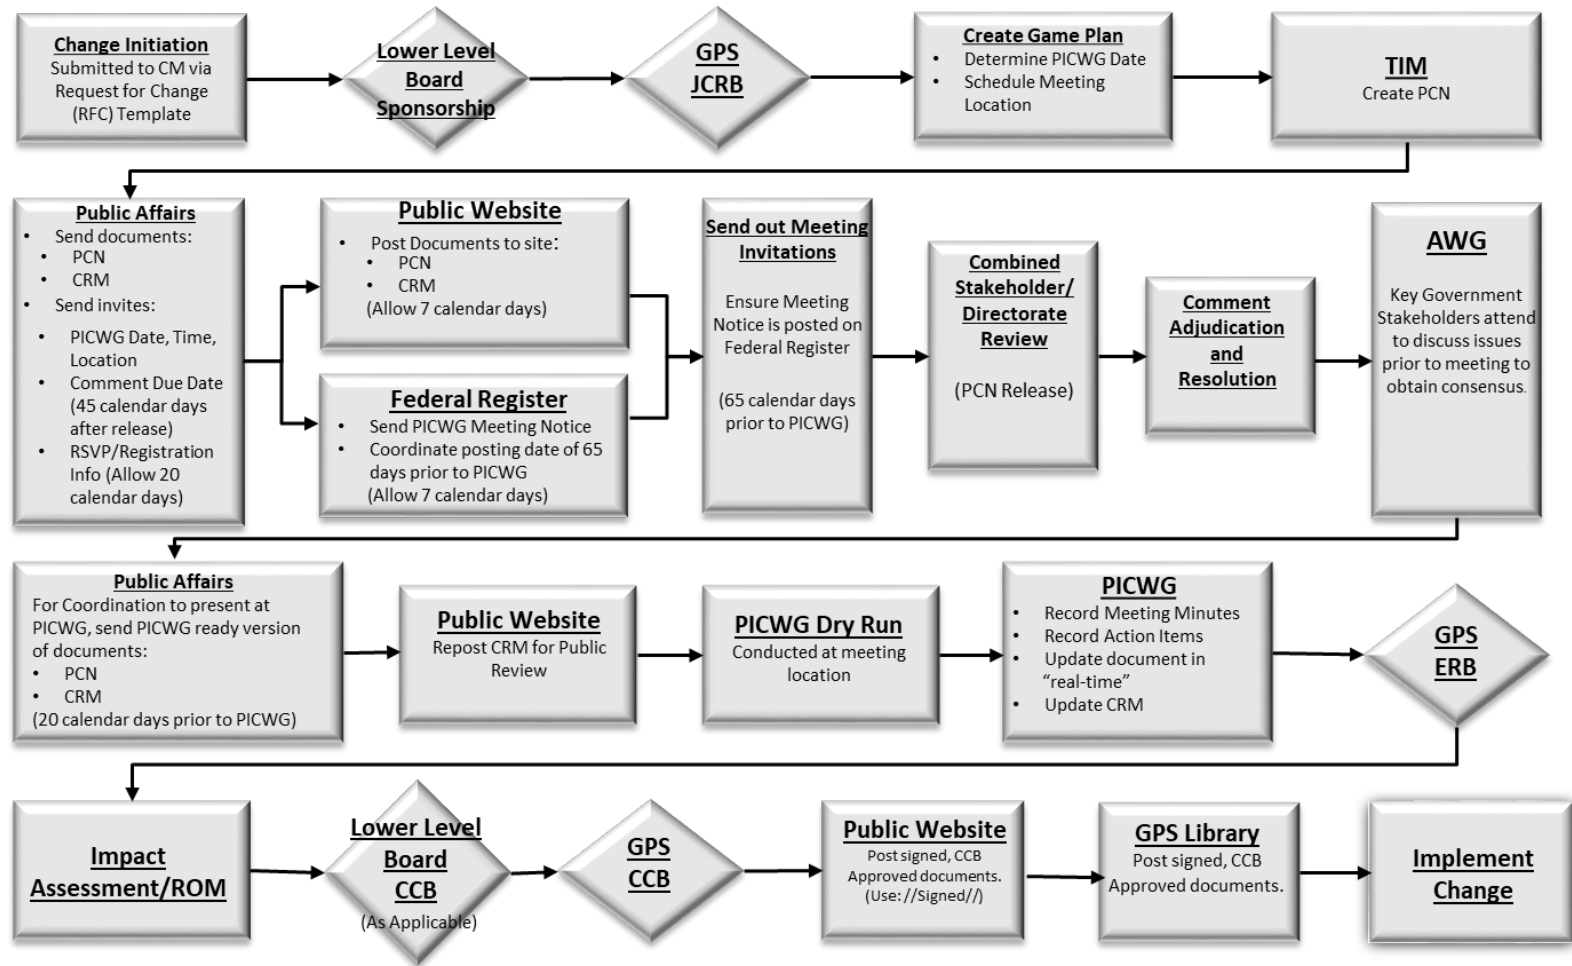 Change Initiation
Submitted to CM via
Request for Change
(RFC) Template
Lower Level
Board
Sponsorship
GPS
JCRB
Create Game Plan
• Determine PICWG Date
• Schedule Meeting
Location
TIM
Create PCN
Public Affairs
• Send documents:
• PCN
• CRM
• Send invites:
• PICWG Date, Time,
Location
• Comment Due Date
(45 calendar days
after release)
• RSVP/Registration
Info (Allow 20
calendar days)
Public Website
• Post Documents to site:
• PCN
• CRM
(Allow 7 calendar days)
Federal Register
• Send PICWG Meeting Notice
• Coordinate posting date of 65
days prior to PICWG
(Allow 7 calendar days)
Send out Meeting
Invitations
Ensure Meeting
Notice is posted on
Federal Register
(65 calendar days
prior to PICWG)
Combined
Stakeholder/
Directorate
Review
(PCN Release)
Comment
Adjudication
and
Resolution
AWG
Key Government
Stakeholders attend
to discuss issues
prior to meeting to
obtain consensus.
Public Affairs
For Coordination to present at
PICWG, send PICWG ready version
of documents:
• PCN
• CRM
(20 calendar days prior to PICWG)
Public Website
Repost CRM for Public
Review
PICWG Dry Run
Conducted at meeting
location
PICWG
• Record Meeting Minutes
• Record Action Items
• Update document in
“real-time”
• Update CRM
GPS
ERB
Impact
Assessment/ROM
Lower Level
Board
CCB
(As Applicable)
GPS
CCB
Public Website
Post signed, CCB
Approved documents.
(Use://Signed//)
GPS Library
Post signed, CCB
Approved documents.
Implement
Change